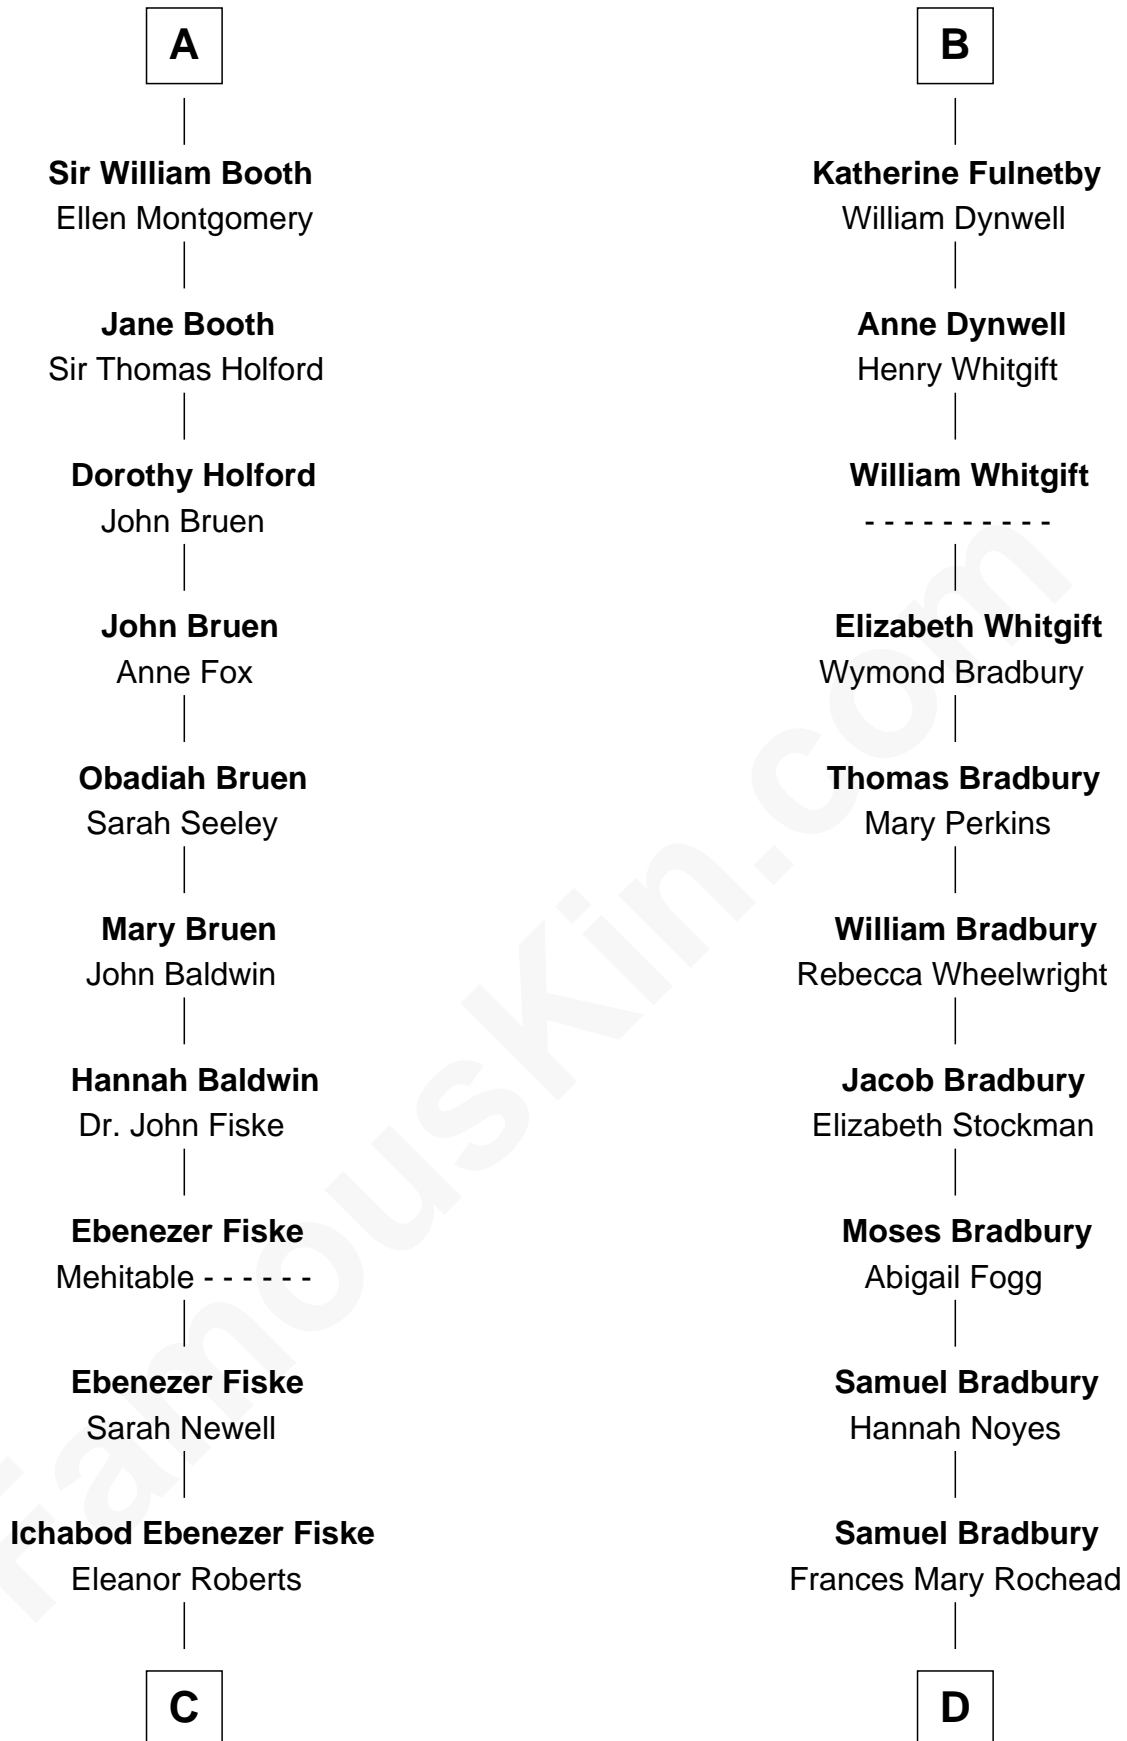 A
Sir William Booth
Ellen Montgomery
Jane Booth
Sir Thomas Holford
Dorothy Holford
John Bruen
John Bruen
Anne Fox
Obadiah Bruen
Sarah Seeley
Mary Bruen
John Baldwin
Hannah Baldwin
Dr. John Fiske
Ebenezer Fiske
Mehitable - - - - - -
Ebenezer Fiske
Sarah Newell
Ichabod Ebenezer Fiske
Eleanor Roberts
C
B
Katherine Fulnetby
William Dynwell
Anne Dynwell
Henry Whitgift
William Whitgift
- - - - - - - - - -
Elizabeth Whitgift
Wymond Bradbury
Thomas Bradbury
Mary Perkins
William Bradbury
Rebecca Wheelwright
Jacob Bradbury
Elizabeth Stockman
Moses Bradbury
Abigail Fogg
Samuel Bradbury
Hannah Noyes
Samuel Bradbury
Frances Mary Rochead
D
FamousKin.com